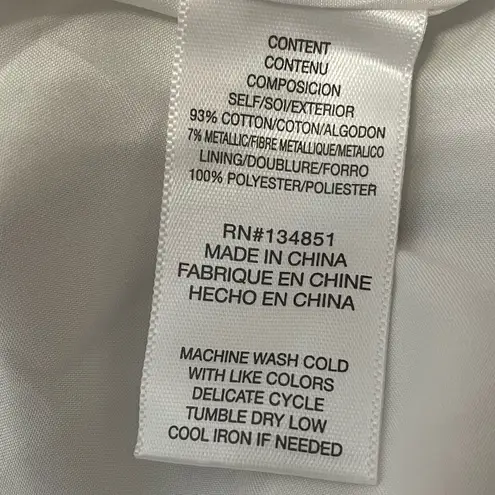 CONTENT
CONTENU
COMPOSICION
SELF/SOI/EXTERIOR
93% COTTON/COTON/ALGODON
7% METALLIC/FIBRE METALLIQUE/METALICO
LINING/DOUBLURE/FORRO
100% POLYESTER/POLIESTER
RN#134851
MADE IN CHINA
FABRIQUE EN CHINE
HECHO EN CHINA
MACHINE WASH COLD
WITH LIKE COLORS
DELICATE CYCLE
TUMBLE DRY LOW
COOL IRON IF NEEDED